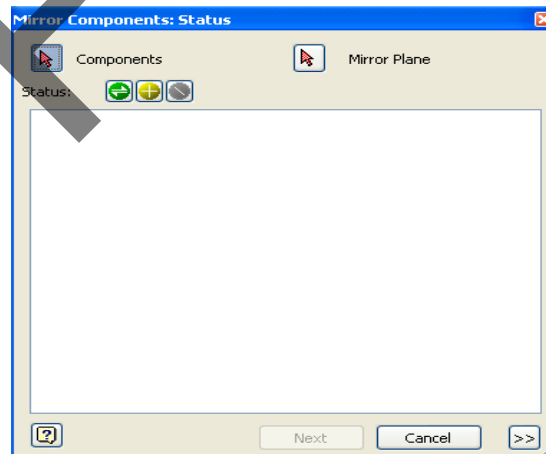 Mirror Components: Status
Components Mirror Plane
Status:
Next Cancel >>